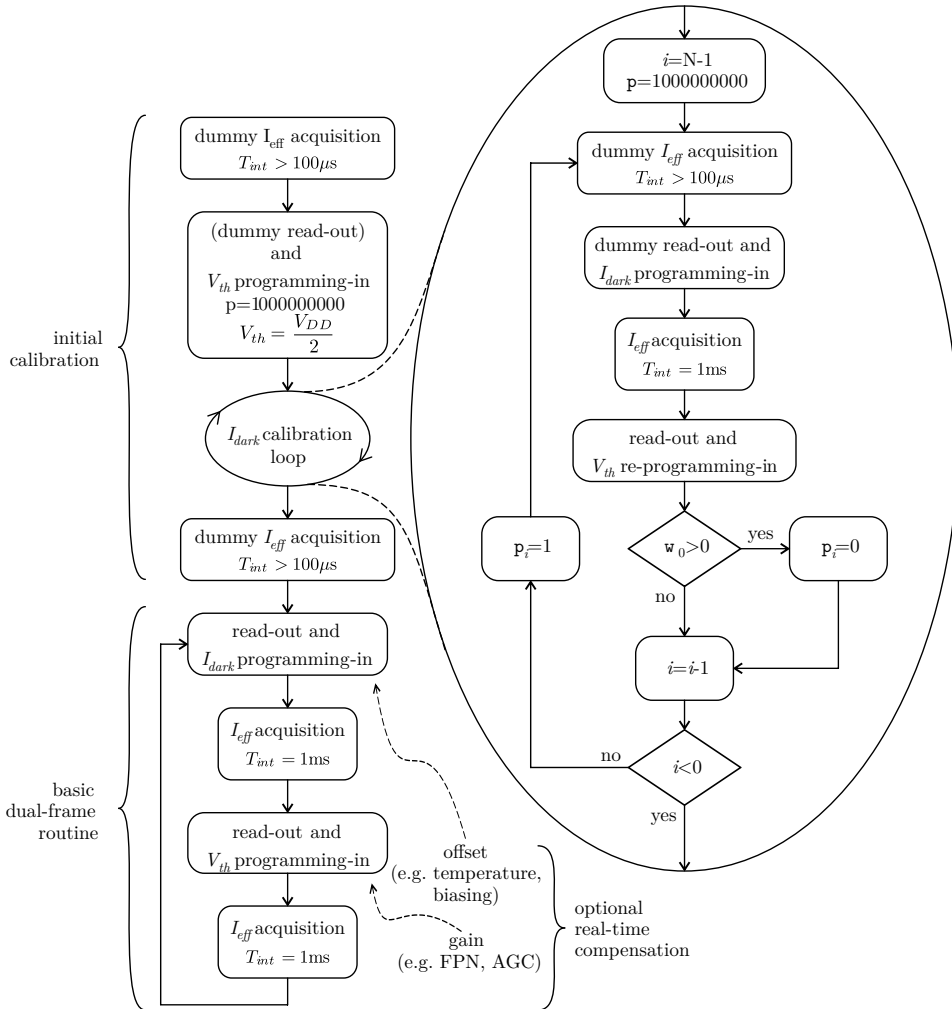 initial
calibration
dummy I_eff acquisition
T_int > 100μs
(dummy read-out)
and
V_th programming-in
p=1000000000
V_th = V_DD/2
I_dark calibration
loop
dummy I_eff acquisition
T_int > 100μs
basic
dual-frame
routine
read-out and
I_dark programming-in
I_eff acquisition
T_int = 1ms
read-out and
V_th programming-in
I_eff acquisition
T_int = 1ms
offset
(e.g. temperature,
biasing)
gain
(e.g. FPN, AGC)
optional
real-time
compensation
i=N-1
p=1000000000
dummy I_eff acquisition
T_int > 100μs
dummy read-out and
I_dark programming-in
I_eff acquisition
T_int = 1ms
read-out and
V_th re-programming-in
w_0>0
yes
p_i=0
no
p_i=1
i=i-1
i<0
no
yes